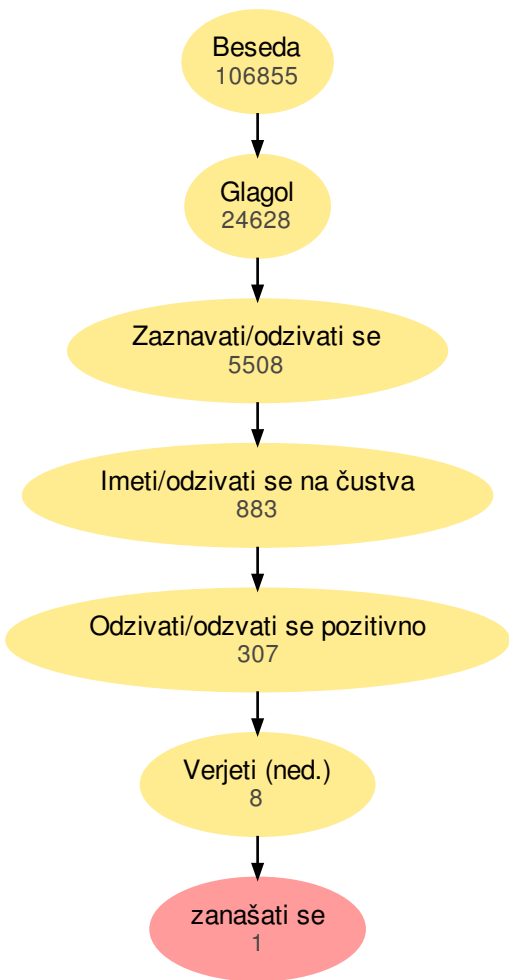 Beseda
106855
Glagol
24628
Zaznavati/odzivati se
5508
Imeti/odzivati se na čustva
883
Odzivati/odzvati se pozitivno
307
Verjeti (ned.)
8
zanašati se
1